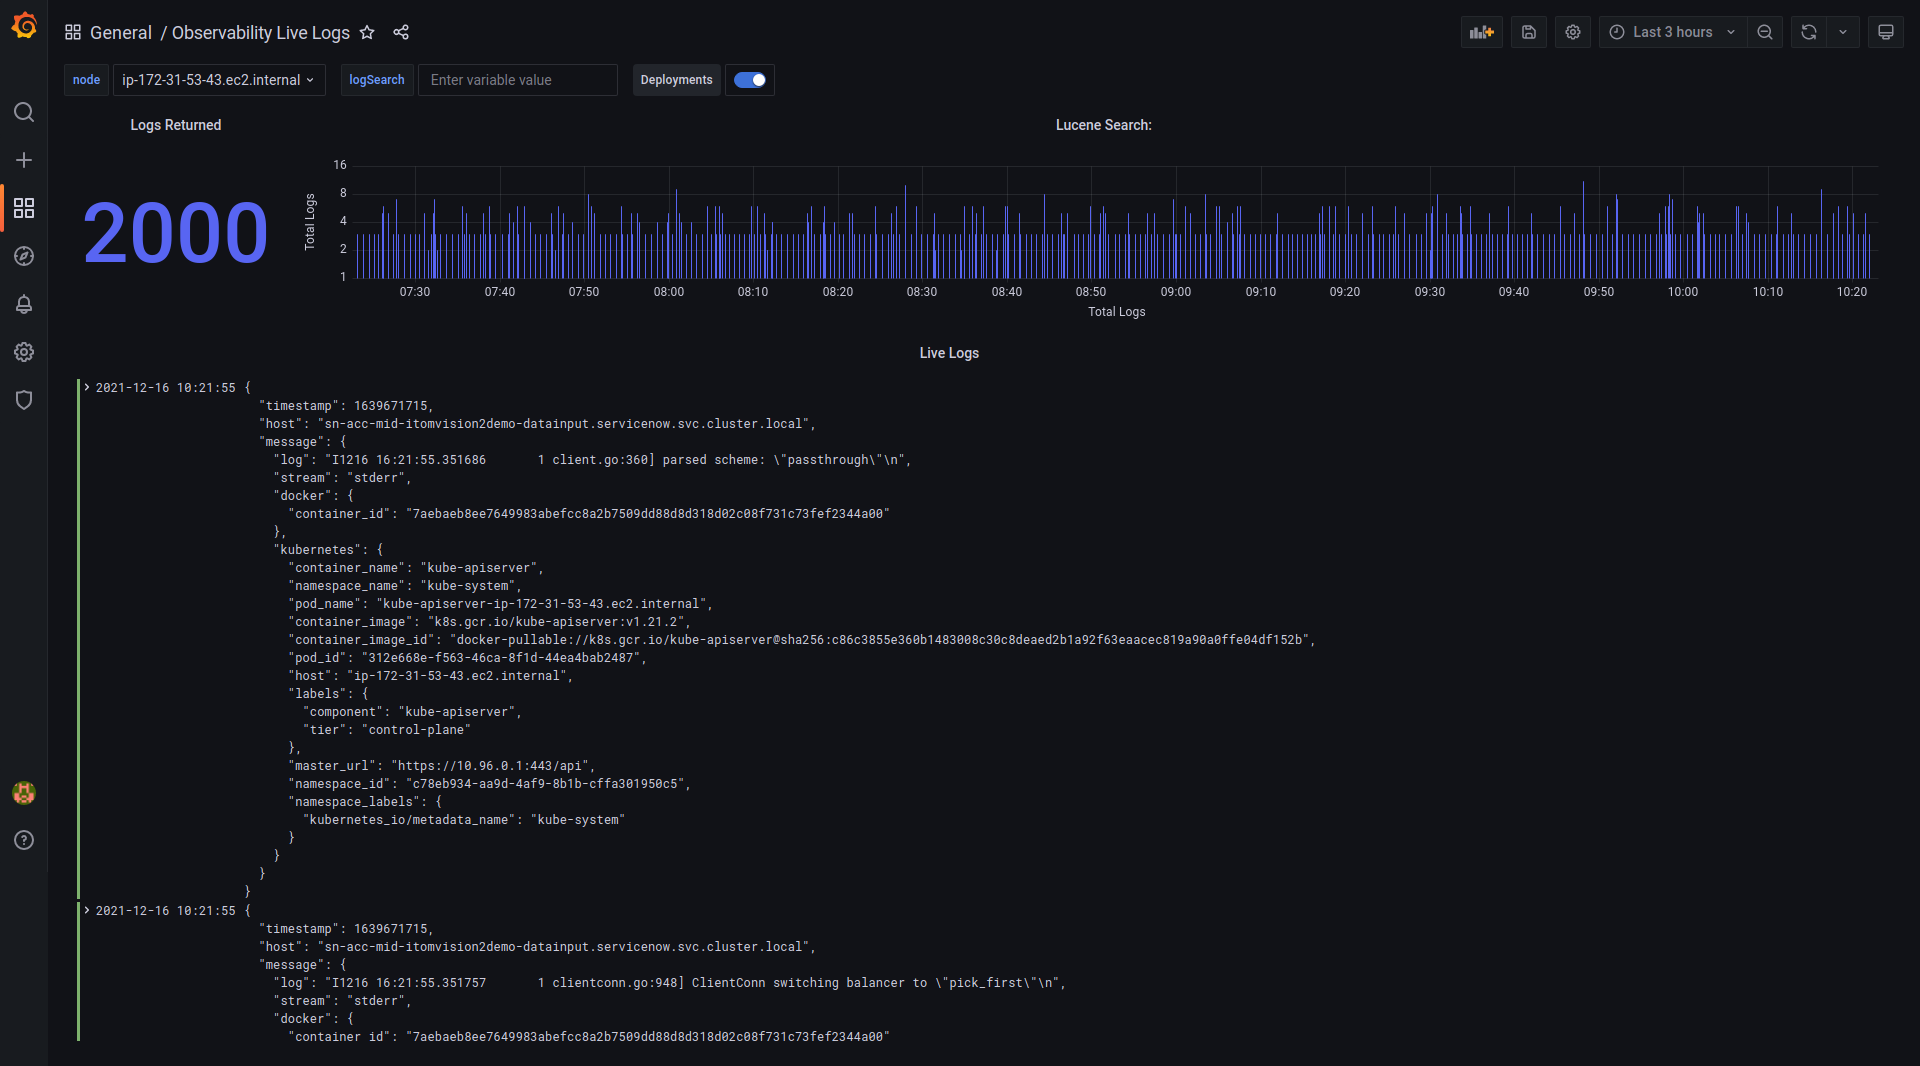 General / Observability Live Logs
Last 3 hours
node ip-172-31-53-43.ec2.internal logSearch Enter variable value Deployments
Logs Returned
2000
Lucene Search:
Total Logs
16
8
4
2
1
07:30 07:40 07:50 08:00 08:10 08:20 08:30 08:40 08:50 09:00 09:10 09:20 09:30 09:40 09:50 10:00 10:10 10:20
Total Logs
Live Logs
2021-12-16 10:21:55 {
"timestamp": 1639671715,
"host": "sn-acc-mid-itomvision2demo-datainput.servicenow.svc.cluster.local",
"message": {
"log": "I1216 16:21:55.351686       1 client.go:360] parsed scheme: \"passthrough\"\n",
"stream": "stderr",
"docker": {
"container_id": "7aebaeb8ee7649983abefcc8a2b7509dd88d8d318d02c08f731c73fef2344a00"
},
"kubernetes": {
"container_name": "kube-apiserver",
"namespace_name": "kube-system",
"pod_name": "kube-apiserver-ip-172-31-53-43.ec2.internal",
"container_image": "k8s.gcr.io/kube-apiserver:v1.21.2",
"container_image_id": "docker-pullable://k8s.gcr.io/kube-apiserver@sha256:c86c3855e360b1483008c30c8deaed2b1a92f63eaacec819a90a0ffe04df152b",
"pod_id": "312e668e-f563-46ca-8f1d-44ea4bab2487",
"host": "ip-172-31-53-43.ec2.internal",
"labels": {
"component": "kube-apiserver",
"tier": "control-plane"
},
"master_url": "https://10.96.0.1:443/api",
"namespace_id": "c78eb934-aa9d-4af9-8b1b-cffa301950c5",
"namespace_labels": {
"kubernetes_io/metadata_name": "kube-system"
}
}
}
}
2021-12-16 10:21:55 {
"timestamp": 1639671715,
"host": "sn-acc-mid-itomvision2demo-datainput.servicenow.svc.cluster.local",
"message": {
"log": "I1216 16:21:55.351757       1 clientconn.go:948] ClientConn switching balancer to \"pick_first\"\n",
"stream": "stderr",
"docker": {
"container_id": "7aebaeb8ee7649983abefcc8a2b7509dd88d8d318d02c08f731c73fef2344a00"